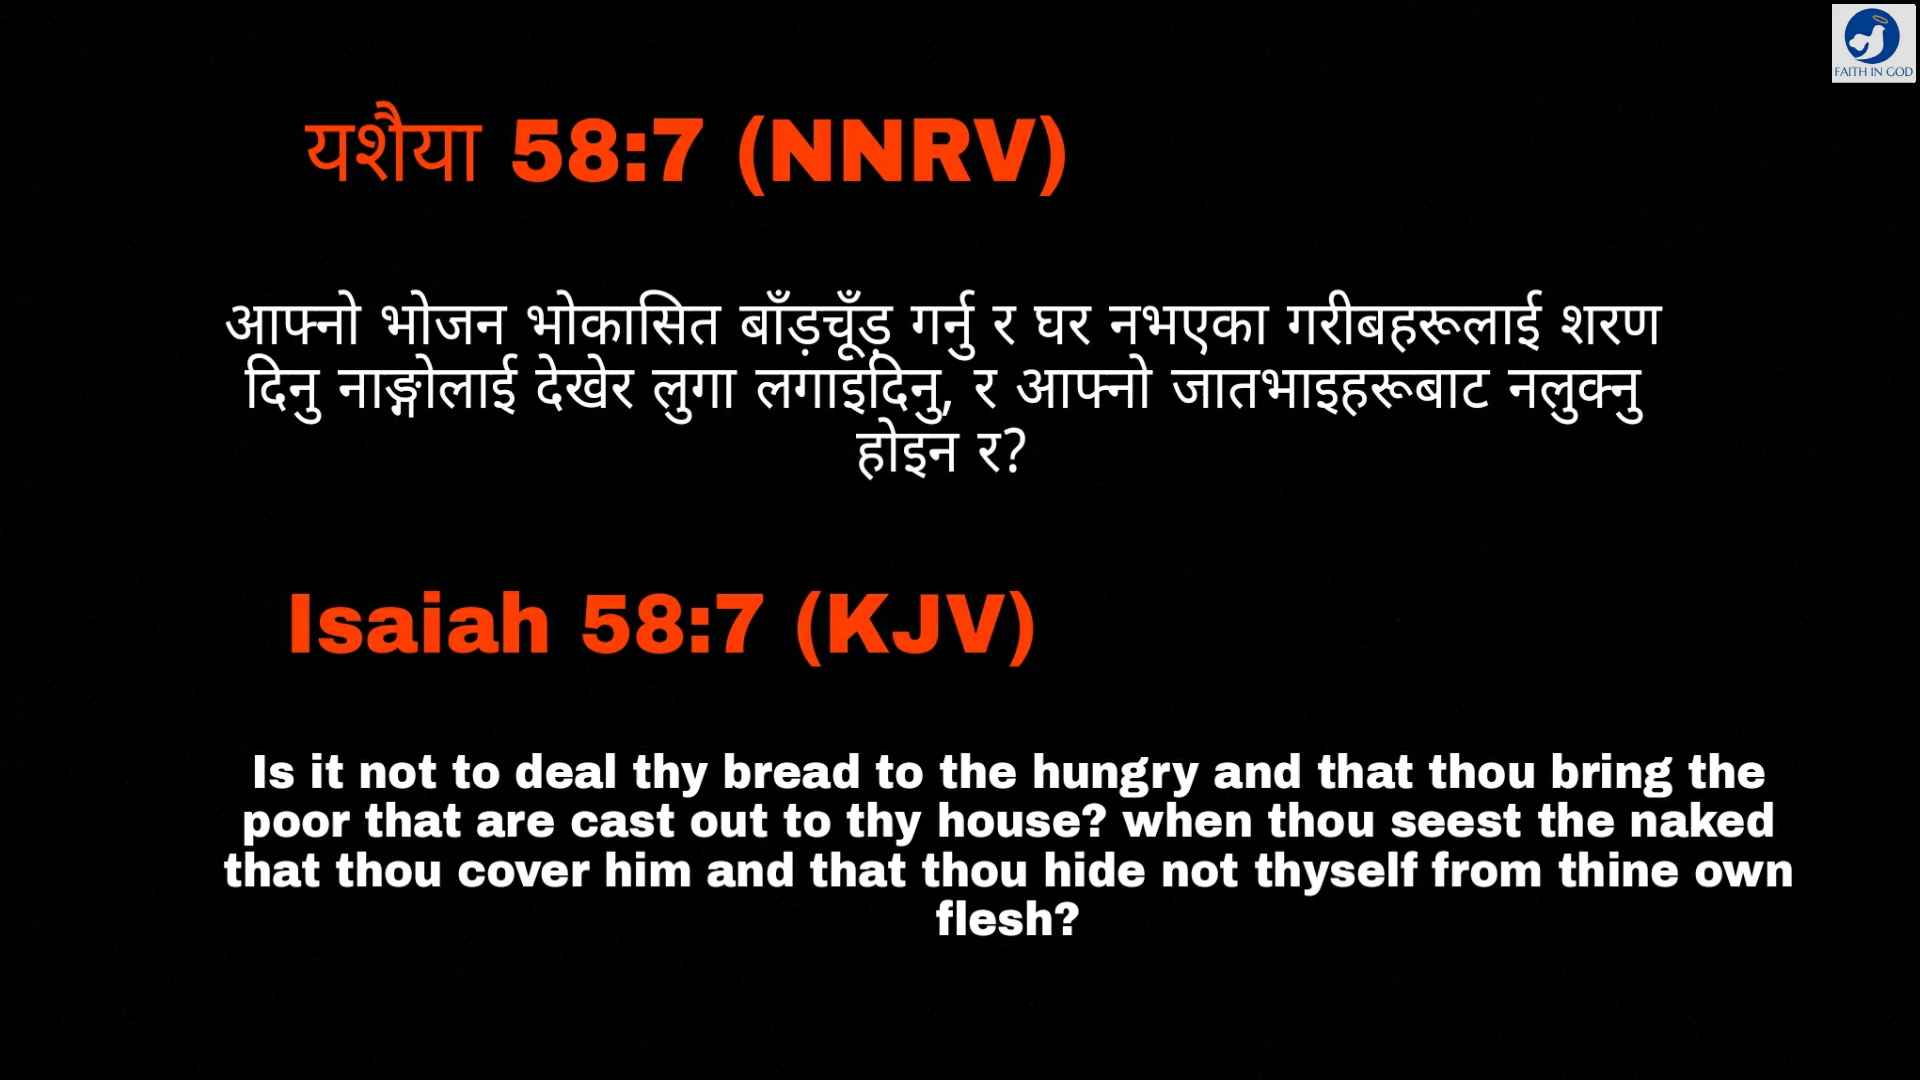 FAITH IN GOD
यशैया 58:7 (NNRV)
आफ्नो भोजन भोकासित बाँड़चूँड़ गर्नु र घर नभएका गरीबहरूलाई शरण
दिनु नाङ्गोलाई देखेर लुगा लगाइदिनु, र आफ्नो जातभाइहरूबाट नलुक्नु
होइन र?
Isaiah 58:7 (KJV)
Is it not to deal thy bread to the hungry and that thou bring the
poor that are cast out to thy house? when thou seest the naked
that thou cover him and that thou hide not thyself from thine own
flesh?